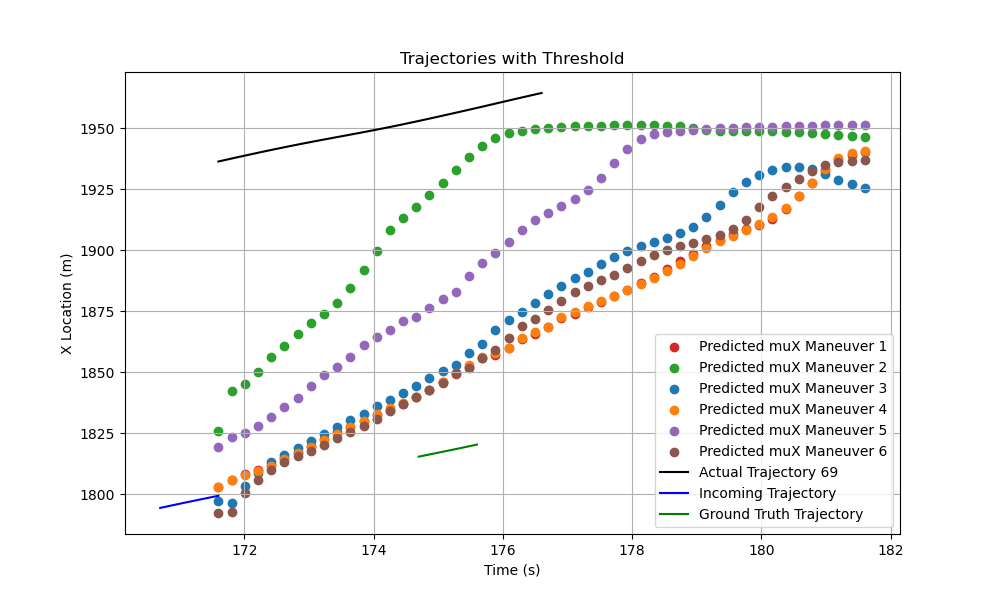 Trajectories with Threshold
X Location (m)
1950
1925
1900
1875
1850
1825
1800
Predicted muX Maneuver 1
Predicted muX Maneuver 2
Predicted muX Maneuver 3
Predicted muX Maneuver 4
Predicted muX Maneuver 5
Predicted muX Maneuver 6
Actual Trajectory 69
Incoming Trajectory
Ground Truth Trajectory
172 174 176 178 180 182
Time (s)